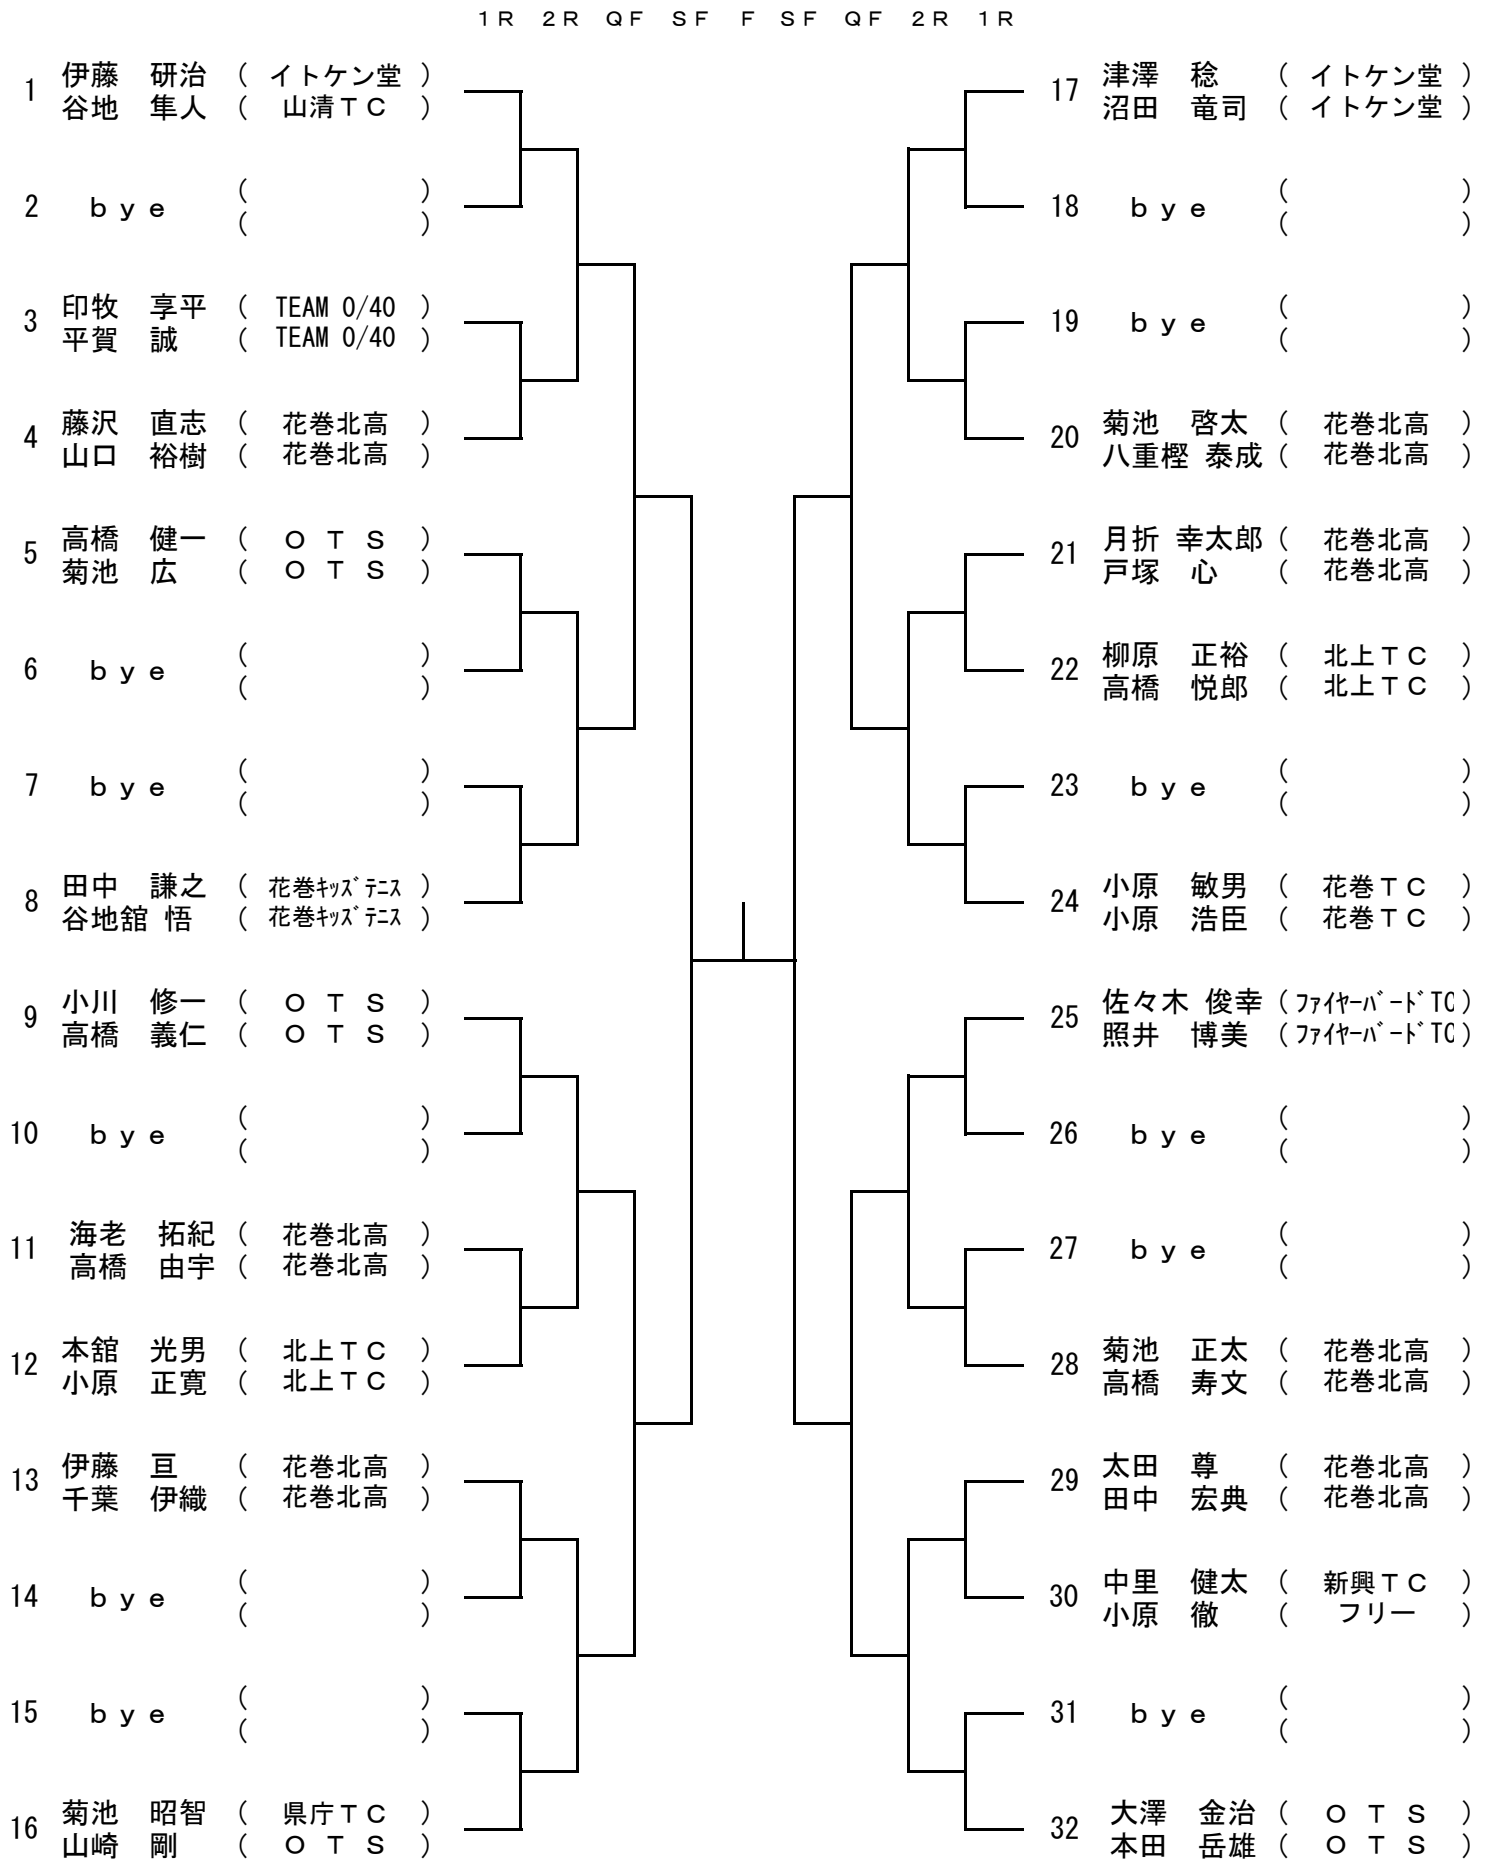 １Ｒ ２Ｒ ＱＦ ＳＦ Ｆ ＳＦ ＱＦ ２Ｒ １Ｒ
1 伊藤　研治 （ イトケン堂 ）
谷地　隼人 （ 山清ＴＣ ）
2 ｂｙｅ （ ）
（ ）
3 印牧　享平 （ TEAM 0/40 ）
平賀　誠 （ TEAM 0/40 ）
4 藤沢　直志 （ 花巻北高 ）
山口　裕樹 （ 花巻北高 ）
5 高橋　健一 （ Ｏ Ｔ Ｓ ）
菊池　広 （ Ｏ Ｔ Ｓ ）
6 ｂｙｅ （ ）
（ ）
7 ｂｙｅ （ ）
（ ）
8 田中　謙之 （ 花巻ｷｯｽﾞﾃﾆｽ ）
谷地舘 悟 （ 花巻ｷｯｽﾞﾃﾆｽ ）
9 小川　修一 （ Ｏ Ｔ Ｓ ）
高橋　義仁 （ Ｏ Ｔ Ｓ ）
10 ｂｙｅ （ ）
（ ）
11 海老　拓紀 （ 花巻北高 ）
高橋　由宇 （ 花巻北高 ）
12 本舘　光男 （ 北上ＴＣ ）
小原　正寛 （ 北上ＴＣ ）
13 伊藤　亘 （ 花巻北高 ）
千葉　伊織 （ 花巻北高 ）
14 ｂｙｅ （ ）
（ ）
15 ｂｙｅ （ ）
（ ）
16 菊池　昭智 （ 県庁ＴＣ ）
山崎　剛 （ Ｏ Ｔ Ｓ ）
17 津澤　稔 （ イトケン堂 ）
沼田　竜司 （ イトケン堂 ）
18 ｂｙｅ （ ）
（ ）
19 ｂｙｅ （ ）
（ ）
20 菊池　啓太 （ 花巻北高 ）
八重樫 泰成 （ 花巻北高 ）
21 月折 幸太郎 （ 花巻北高 ）
戸塚　心 （ 花巻北高 ）
22 柳原　正裕 （ 北上ＴＣ ）
高橋　悦郎 （ 北上ＴＣ ）
23 ｂｙｅ （ ）
（ ）
24 小原　敏男 （ 花巻ＴＣ ）
小原　浩臣 （ 花巻ＴＣ ）
25 佐々木 俊幸 （ ﾌｧｲﾔｰﾊﾞｰﾄﾞTC ）
照井　博美 （ ﾌｧｲﾔｰﾊﾞｰﾄﾞTC ）
26 ｂｙｅ （ ）
（ ）
27 ｂｙｅ （ ）
（ ）
28 菊池　正太 （ 花巻北高 ）
高橋　寿文 （ 花巻北高 ）
29 太田　尊 （ 花巻北高 ）
田中　宏典 （ 花巻北高 ）
30 中里　健太 （ 新興ＴＣ ）
小原　徹 （ フリー ）
31 ｂｙｅ （ ）
（ ）
32 大澤　金治 （ Ｏ Ｔ Ｓ ）
本田　岳雄 （ Ｏ Ｔ Ｓ ）